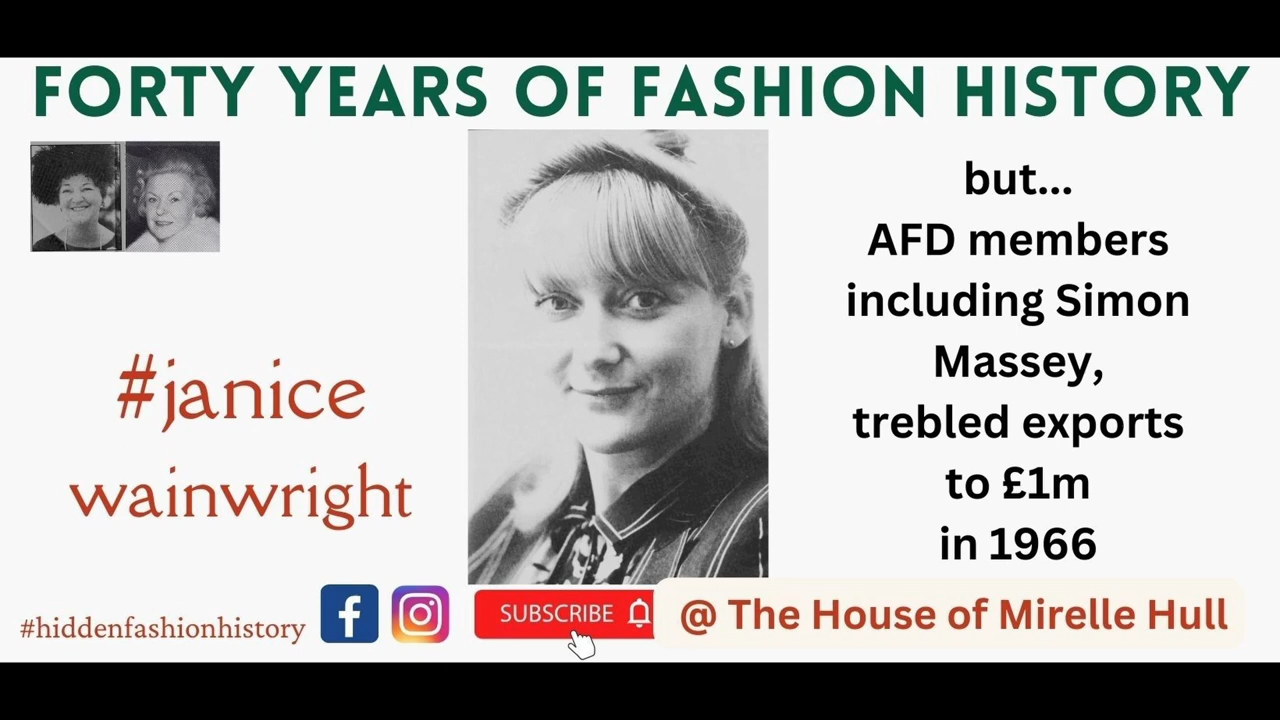 FORTY YEARS OF FASHION HISTORY
#janice
wainwright
but...
AFD members
including Simon
Massey,
trebled exports
to £1m
in 1966
#hiddenfashionhistory
SUBSCRIBE
@ The House of Mirelle Hull